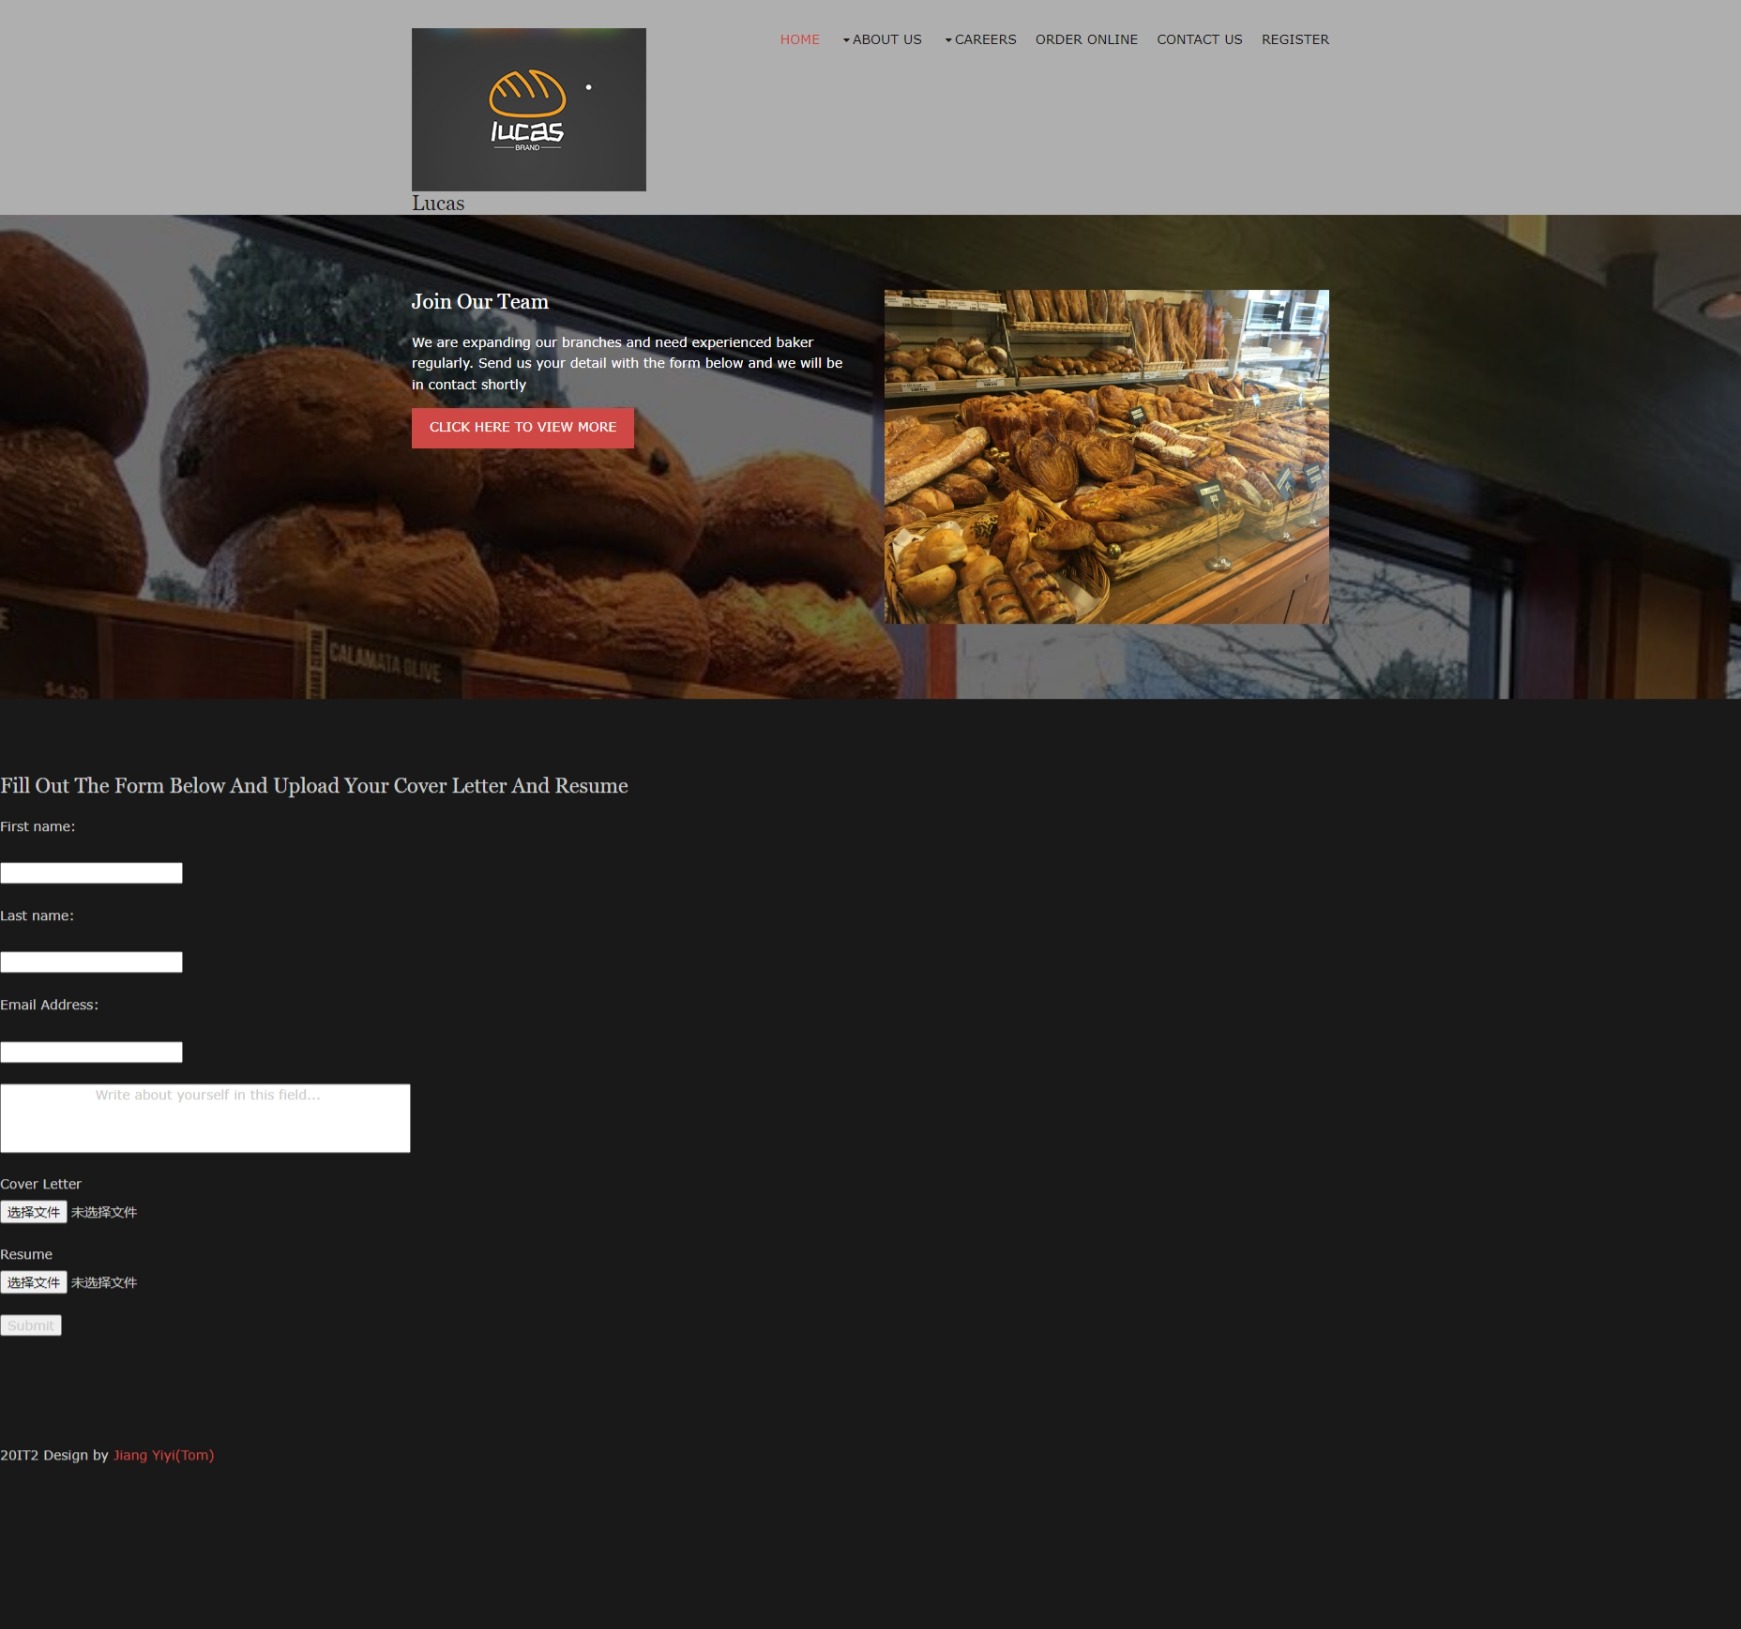 lucas
BRAND
Lucas
HOME ABOUT US CAREERS ORDER ONLINE CONTACT US REGISTER
Join Our Team
We are expanding our branches and need experienced baker
regularly. Send us your detail with the form below and we will be
in contact shortly
CLICK HERE TO VIEW MORE
CALAMATA OLIVE
$4.20
Fill Out The Form Below And Upload Your Cover Letter And Resume
First name:
Last name:
Email Address:
Write about yourself in this field...
Cover Letter
选择文件 未选择文件
Resume
选择文件 未选择文件
Submit
20IT2 Design by Jiang Yiyi(Tom)